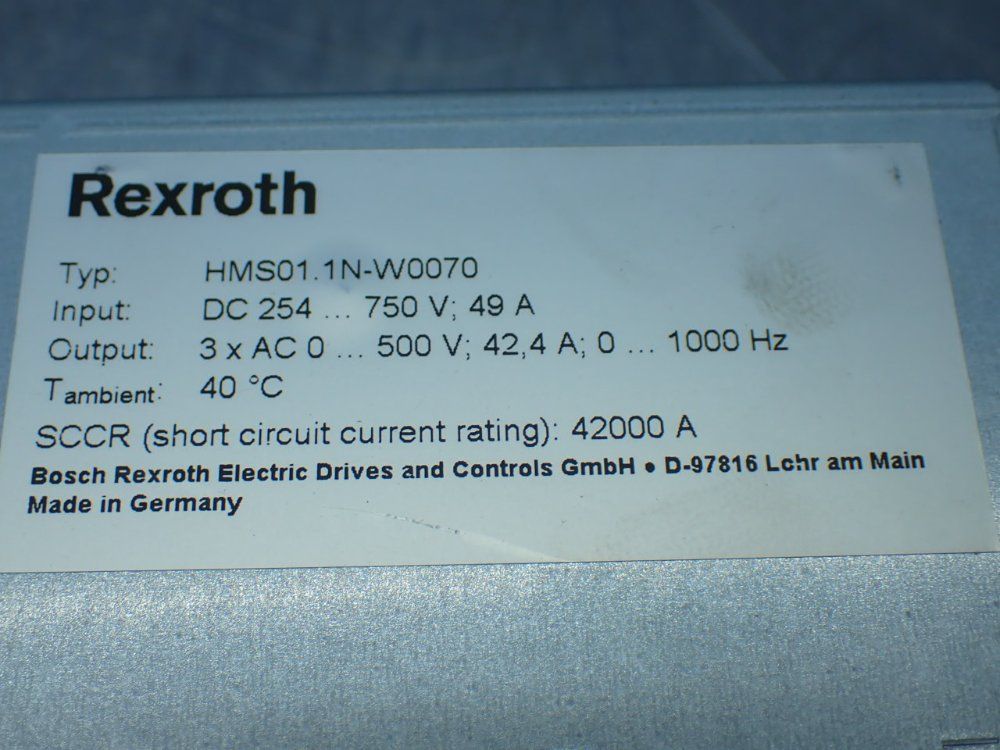 Rexroth
Typ: HMS01.1N-W0070
Input: DC 254 ... 750 V; 49 A
Output: 3 x AC 0 ... 500 V; 42,4 A; 0 ... 1000 Hz
Tambient: 40 °C
SCCR (short circuit current rating): 42000 A
Bosch Rexroth Electric Drives and Controls GmbH • D-97816 Lohr am Main
Made in Germany